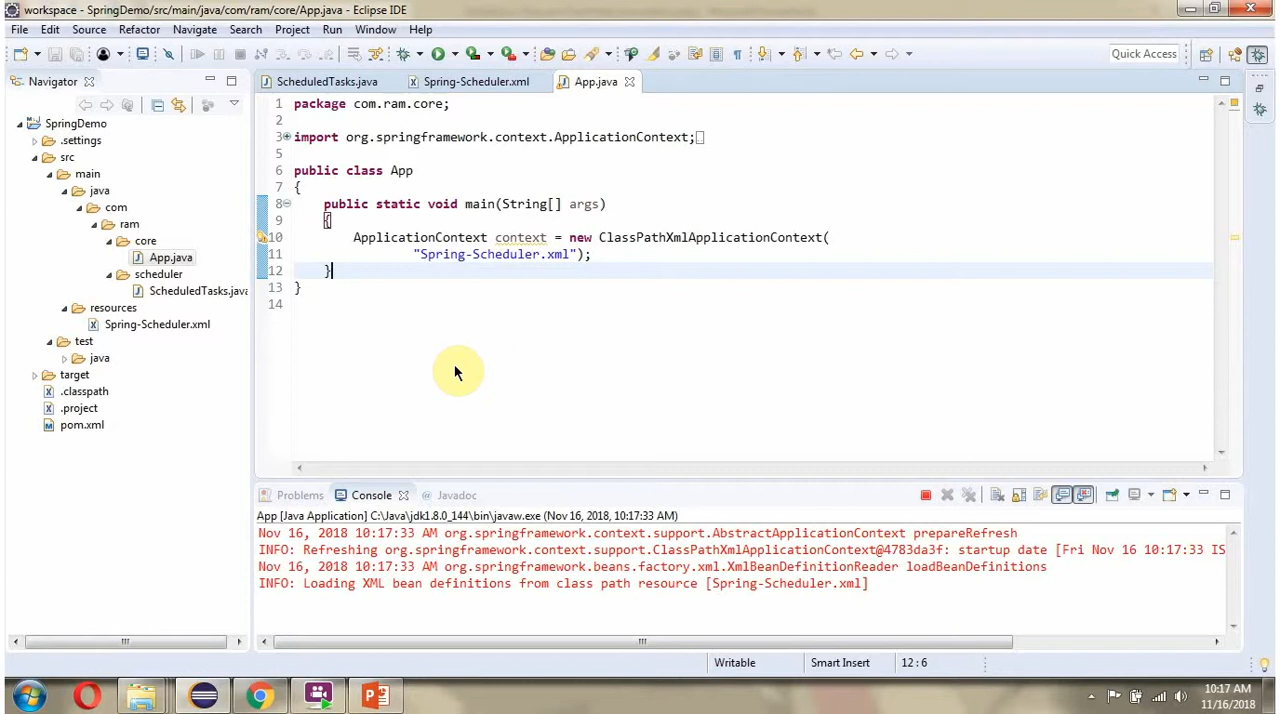 workspace - SpringDemo/src/main/java/com/ram/core/App.java - Eclipse IDE
File Edit Source Refactor Navigate Search Project Run Window Help
Quick Access
Navigator
ScheduledTasks.java
Spring-Scheduler.xml
App.java
SpringDemo
.settings
src
main
java
com
ram
core
App.java
scheduler
ScheduledTasks.java
resources
Spring-Scheduler.xml
test
java
target
.classpath
.project
pom.xml
1 package com.ram.core;
2
3 import org.springframework.context.ApplicationContext;
5
6 public class App
7 {
8 public static void main(String[] args)
9 {
10 ApplicationContext context = new ClassPathXmlApplicationContext(
11 "Spring-Scheduler.xml");
12 }
13 }
14
Problems Console Javadoc
App [Java Application] C:\Java\jdk1.8.0_144\bin\javaw.exe (Nov 16, 2018, 10:17:33 AM)
Nov 16, 2018 10:17:33 AM org.springframework.context.support.AbstractApplicationContext prepareRefresh
INFO: Refreshing org.springframework.context.support.ClassPathXmlApplicationContext@4783da3f: startup date [Fri Nov 16 10:17:33 IS
Nov 16, 2018 10:17:33 AM org.springframework.beans.factory.xml.XmlBeanDefinitionReader loadBeanDefinitions
INFO: Loading XML bean definitions from class path resource [Spring-Scheduler.xml]
Writable Smart Insert 12 : 6
10:17 AM
11/16/2018